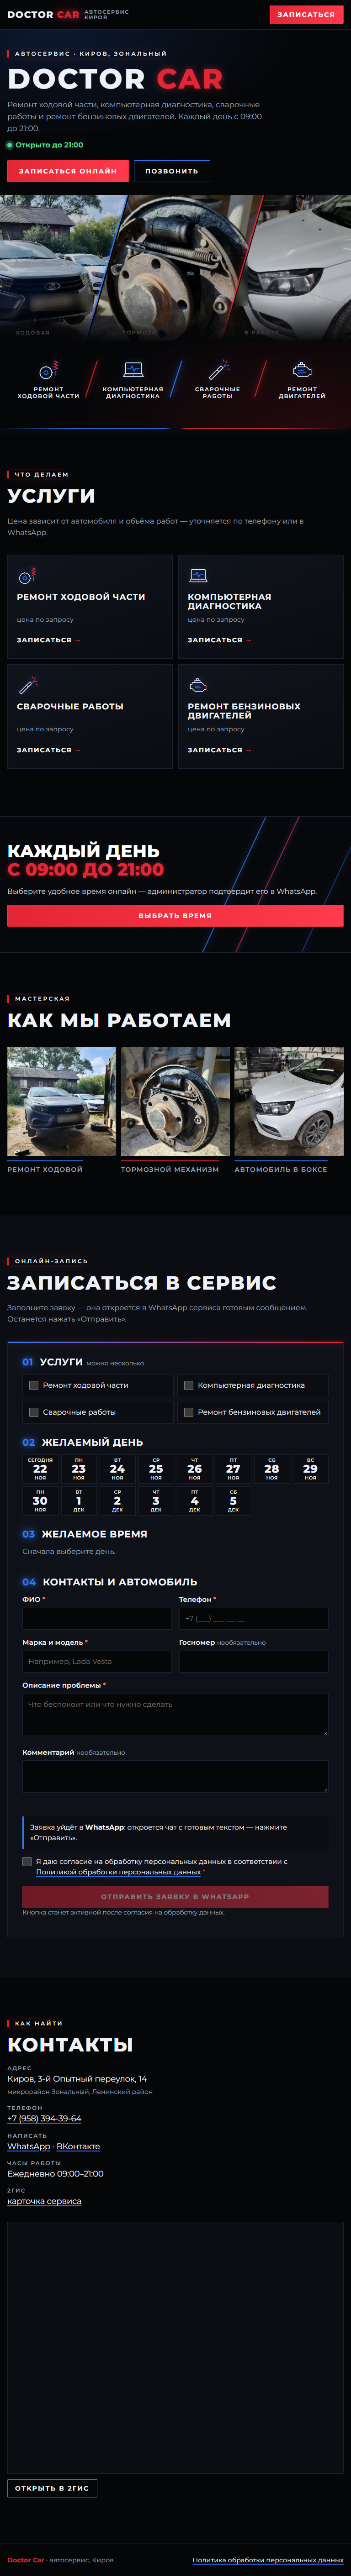 DOCTOR CAR АВТОСЕРВИС КИРОВ
ЗАПИСАТЬСЯ
АВТОСЕРВИС · КИРОВ, ЗОНАЛЬНЫЙ
DOCTOR CAR
Ремонт ходовой части, компьютерная диагностика, сварочные
работы и ремонт бензиновых двигателей. Каждый день с 09:00
до 21:00.
Открыто до 21:00
ЗАПИСАТЬСЯ ОНЛАЙН
ПОЗВОНИТЬ
ХОДОВАЯ
ТОРМОЗА
В РАБОТЕ
РЕМОНТ
ХОДОВОЙ ЧАСТИ
КОМПЬЮТЕРНАЯ
ДИАГНОСТИКА
СВАРОЧНЫЕ
РАБОТЫ
РЕМОНТ
ДВИГАТЕЛЕЙ
ЧТО ДЕЛАЕМ
УСЛУГИ
Цена зависит от автомобиля и объёма работ — уточняется по телефону или в
WhatsApp.
РЕМОНТ ХОДОВОЙ ЧАСТИ
цена по запросу
ЗАПИСАТЬСЯ →
КОМПЬЮТЕРНАЯ
ДИАГНОСТИКА
цена по запросу
ЗАПИСАТЬСЯ →
СВАРОЧНЫЕ РАБОТЫ
цена по запросу
ЗАПИСАТЬСЯ →
РЕМОНТ БЕНЗИНОВЫХ
ДВИГАТЕЛЕЙ
цена по запросу
ЗАПИСАТЬСЯ →
КАЖДЫЙ ДЕНЬ
С 09:00 ДО 21:00
Выберите удобное время онлайн — администратор подтвердит его в WhatsApp.
ВЫБРАТЬ ВРЕМЯ
МАСТЕРСКАЯ
КАК МЫ РАБОТАЕМ
РЕМОНТ ХОДОВОЙ
ТОРМОЗНОЙ МЕХАНИЗМ
АВТОМОБИЛЬ В БОКСЕ
ОНЛАЙН-ЗАПИСЬ
ЗАПИСАТЬСЯ В СЕРВИС
Заполните заявку — она откроется в WhatsApp сервиса готовым сообщением.
Останется нажать «Отправить».
01 УСЛУГИ можно несколько
Ремонт ходовой части
Компьютерная диагностика
Сварочные работы
Ремонт бензиновых двигателей
02 ЖЕЛАЕМЫЙ ДЕНЬ
СЕГОДНЯ 22 НОЯ
ПН 23 НОЯ
ВТ 24 НОЯ
СР 25 НОЯ
ЧТ 26 НОЯ
ПТ 27 НОЯ
СБ 28 НОЯ
ВС 29 НОЯ
ПН 30 НОЯ
ВТ 1 ДЕК
СР 2 ДЕК
ЧТ 3 ДЕК
ПТ 4 ДЕК
СБ 5 ДЕК
03 ЖЕЛАЕМОЕ ВРЕМЯ
Сначала выберите день.
04 КОНТАКТЫ И АВТОМОБИЛЬ
ФИО *
Телефон *
+7 (___) ___-__-__
Марка и модель *
Например, Lada Vesta
Госномер необязательно
Описание проблемы *
Что беспокоит или что нужно сделать
Комментарий необязательно
Заявка уйдёт в WhatsApp: откроется чат с готовым текстом — нажмите
«Отправить».
Я даю согласие на обработку персональных данных в соответствии с
Политикой обработки персональных данных *
ОТПРАВИТЬ ЗАЯВКУ В WHATSAPP
Кнопка станет активной после согласия на обработку данных.
КАК НАЙТИ
КОНТАКТЫ
АДРЕС
Киров, 3-й Опытный переулок, 14
микрорайон Зональный, Ленинский район
ТЕЛЕФОН
+7 (958) 394-39-64
НАПИСАТЬ
WhatsApp · ВКонтакте
ЧАСЫ РАБОТЫ
Ежедневно 09:00–21:00
2ГИС
карточка сервиса
ОТКРЫТЬ В 2ГИС
Doctor Car · автосервис, Киров
Политика обработки персональных данных